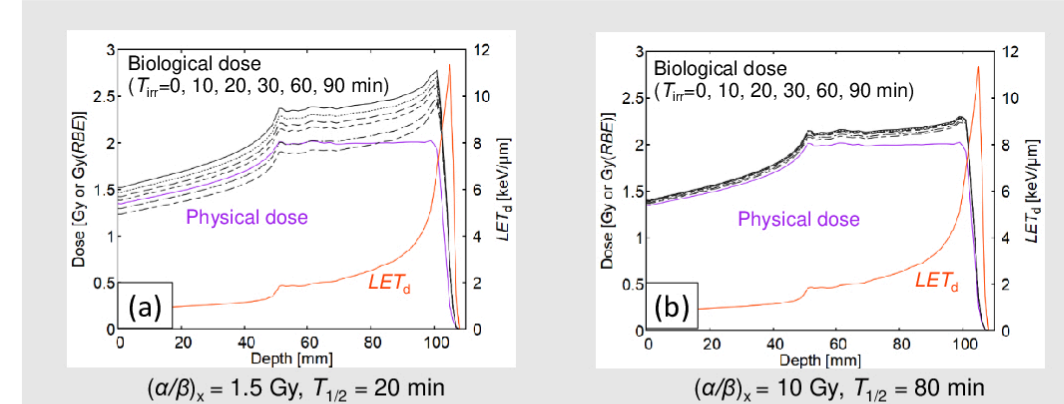 3
2.5
2
1.5
1
0.5
0
Dose [Gy or Gy(RBE)]
12
10
8
6
4
2
0
LETd [keV/μm]
Biological dose
(Tirr=0, 10, 20, 30, 60, 90 min)
Physical dose
LETd
(a)
0 20 40 60 80 100
Depth [mm]
(α/β)x = 1.5 Gy, T1/2 = 20 min
3
2.5
2
1.5
1
0.5
0
Dose [Gy or Gy(RBE)]
12
10
8
6
4
2
0
LETd [keV/μm]
Biological dose
(Tirr=0, 10, 20, 30, 60, 90 min)
Physical dose
LETd
(b)
0 20 40 60 80 100
Depth [mm]
(α/β)x = 10 Gy, T1/2 = 80 min